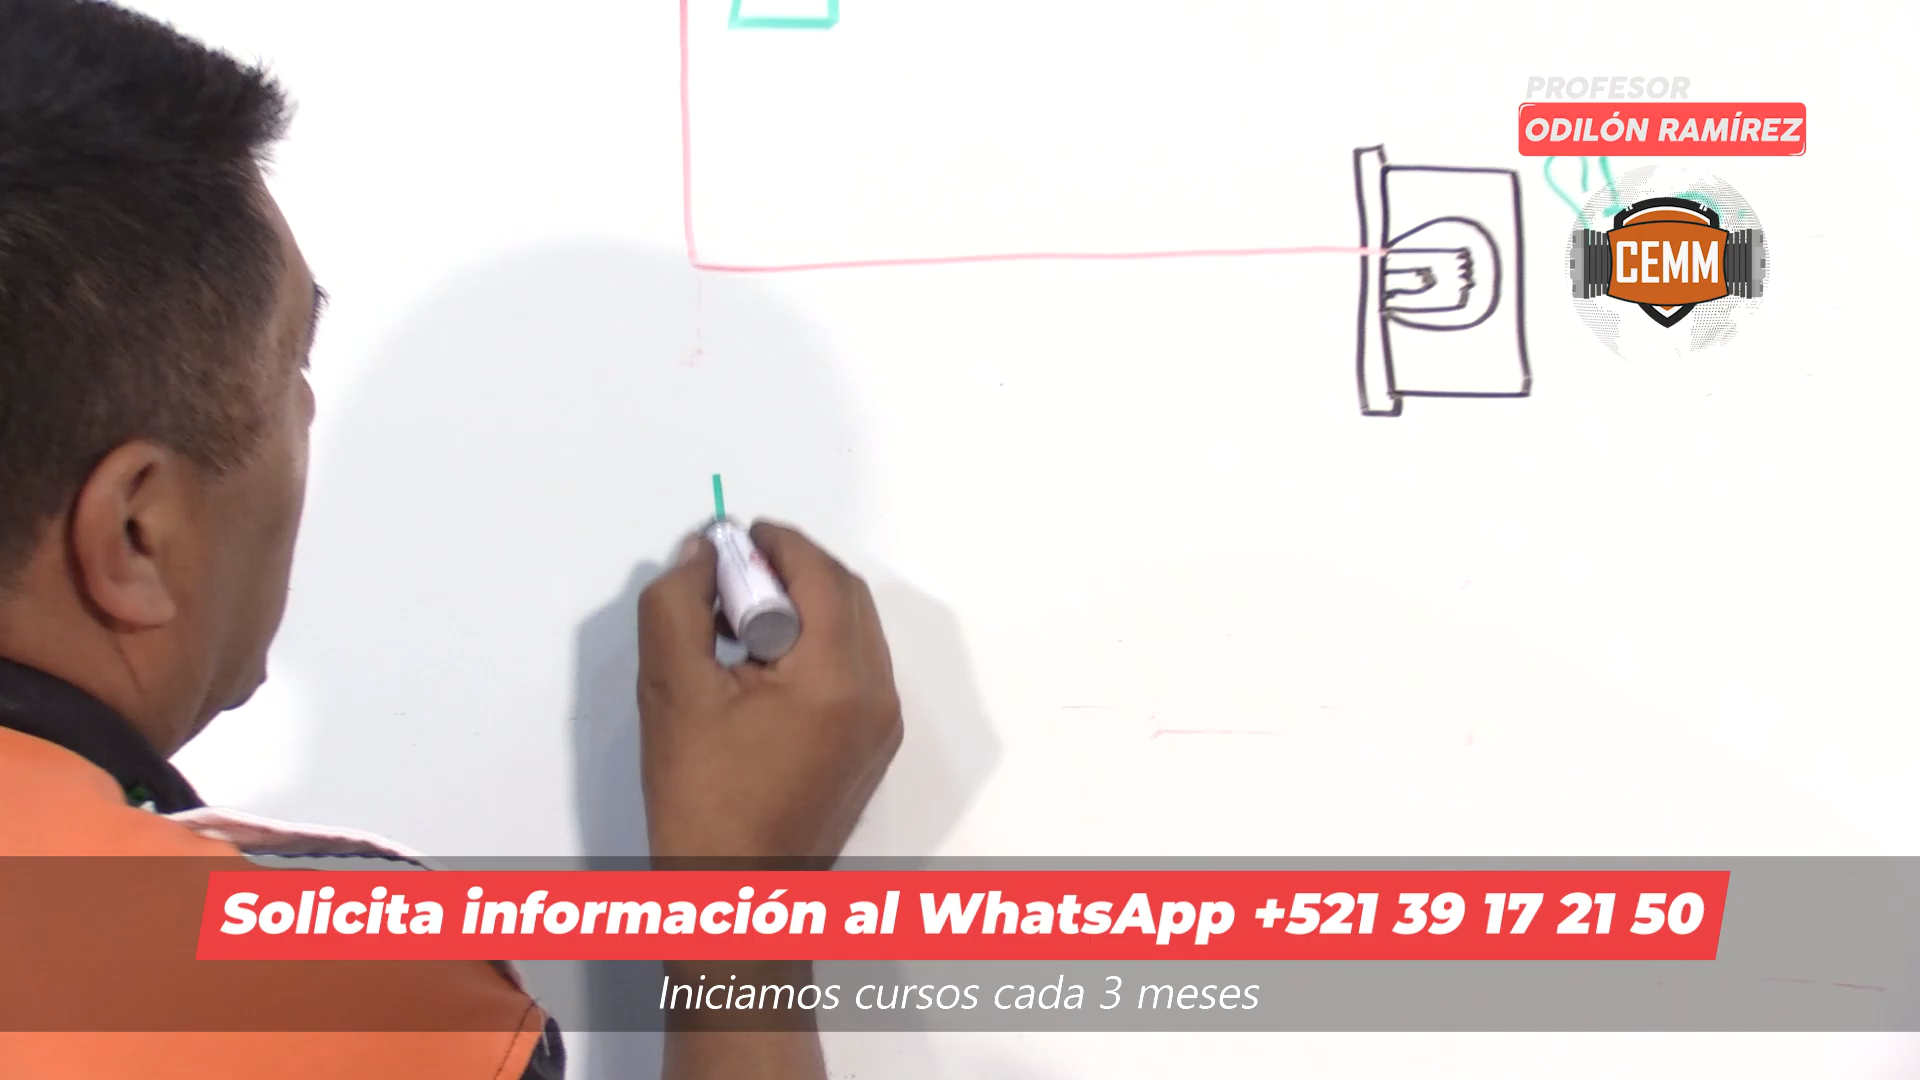 PROFESOR
ODILÓN RAMÍREZ
CEMM
Solicita información al WhatsApp +521 39 17 21 50
Iniciamos cursos cada 3 meses